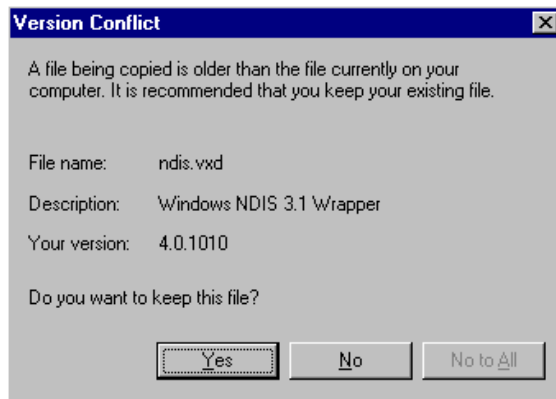 Version Conflict
A file being copied is older than the file currently on your
computer. It is recommended that you keep your existing file.
File name: ndis.vxd
Description: Windows NDIS 3.1 Wrapper
Your version: 4.0.1010
Do you want to keep this file?
Yes No No to All